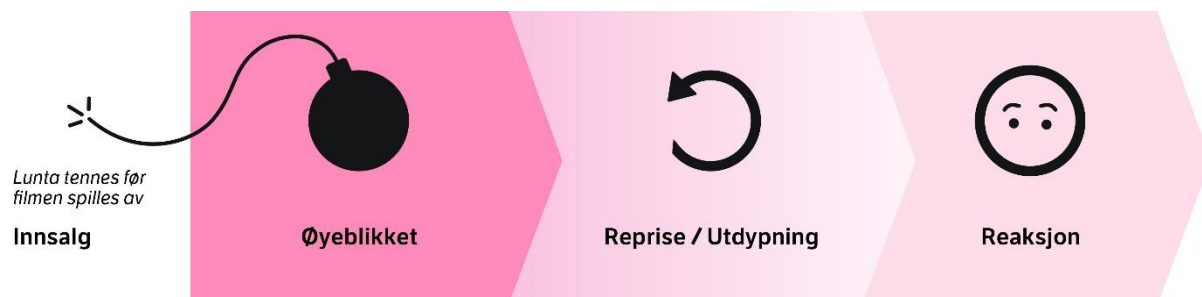 Lunta tennes før
filmen spilles av
Innsalg
Øyeblikket
Reprise / Utdypning
Reaksjon